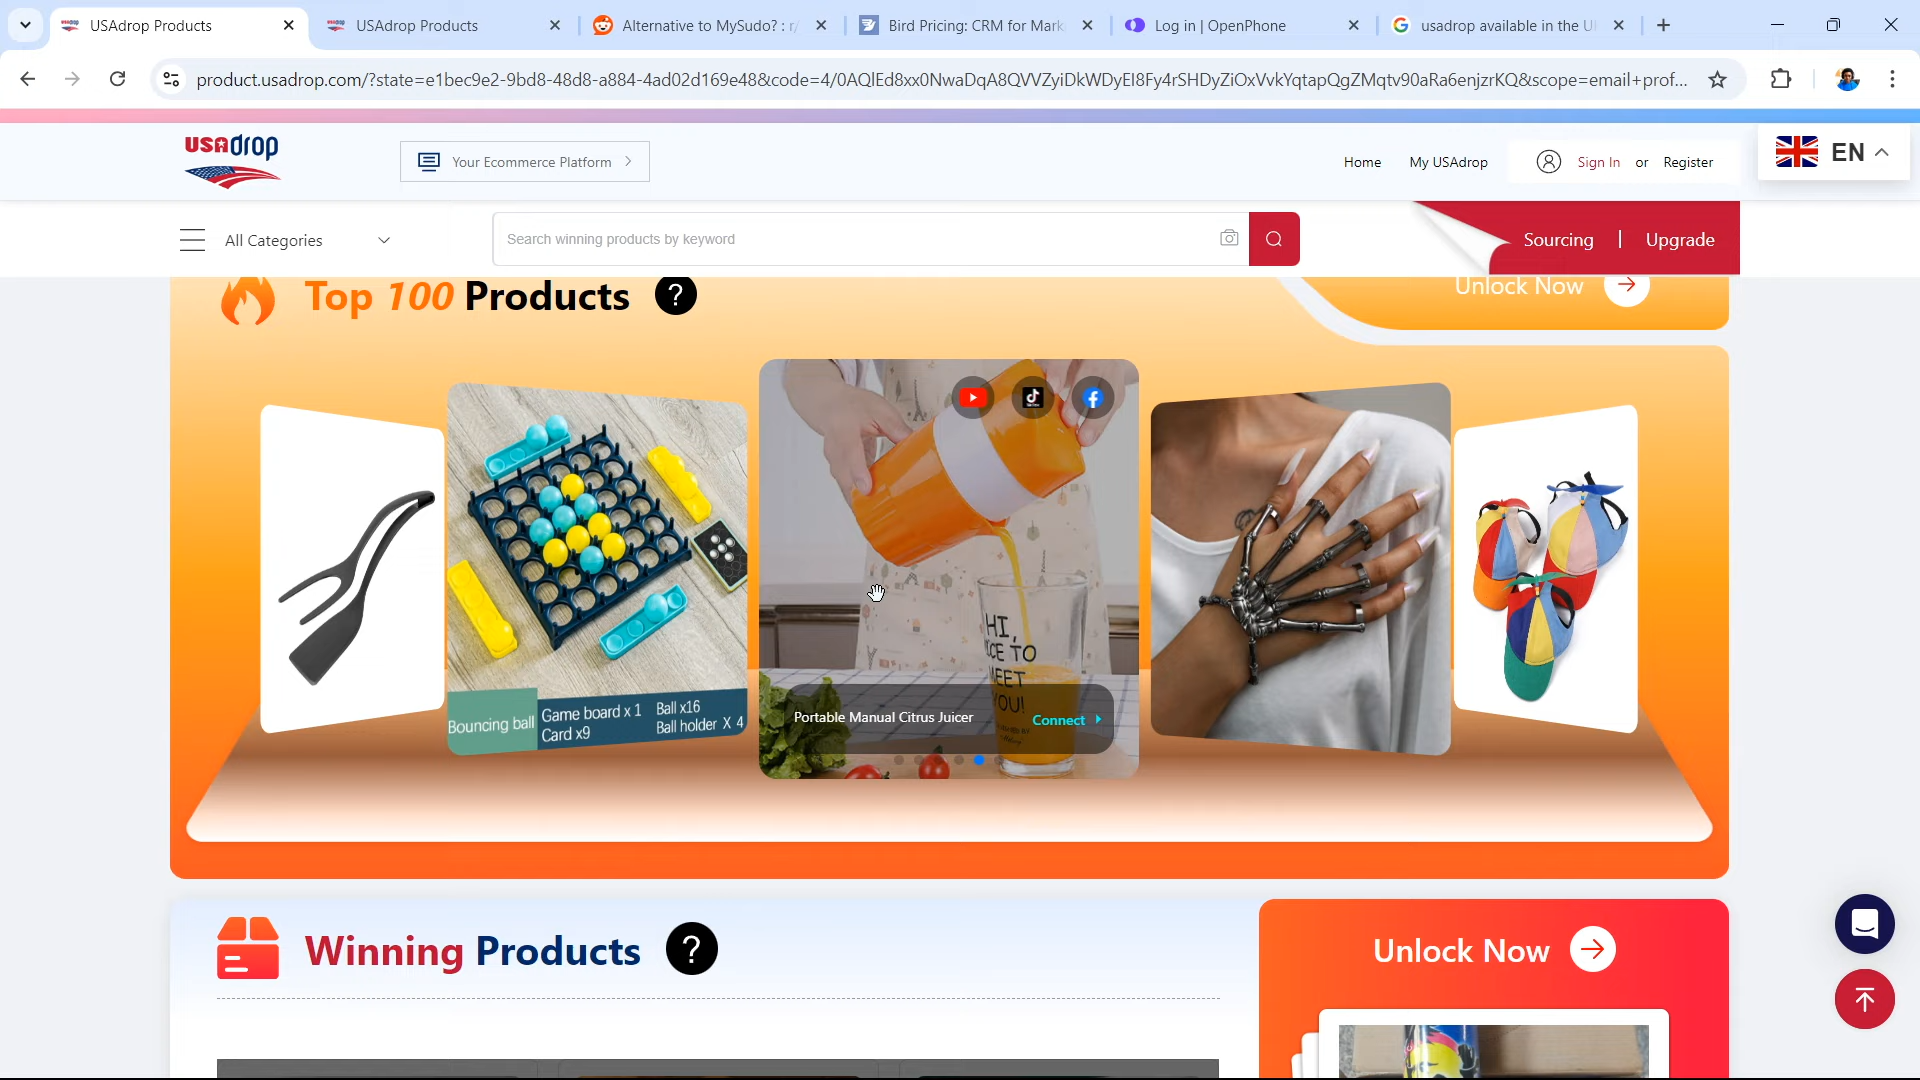 USAdrop Products
USAdrop Products
Alternative to MySudo? : r/
Bird Pricing: CRM for Mark
Log in | OpenPhone
usadrop available in the U
product.usadrop.com/?state=e1bec9e2-9bd8-48d8-a884-4ad02d169e48&code=4/0AQlEd8xx0NwaDqA8QVVZyiDkWDyEI8Fy4rSHDyZiOxVvkYqtapQgZMqtv90aRa6enjzrKQ&scope=email+prof...
USAdrop
Your Ecommerce Platform
Home
My USAdrop
Sign In or Register
EN
All Categories
Search winning products by keyword
Sourcing | Upgrade
Top 100 Products ?
Unlock Now
HI,
MEET
YOU!
Bouncing ball
Game board x 1
Card x9
Ball x16
Ball holder X 4
Portable Manual Citrus Juicer
Connect
Winning Products ?
Unlock Now